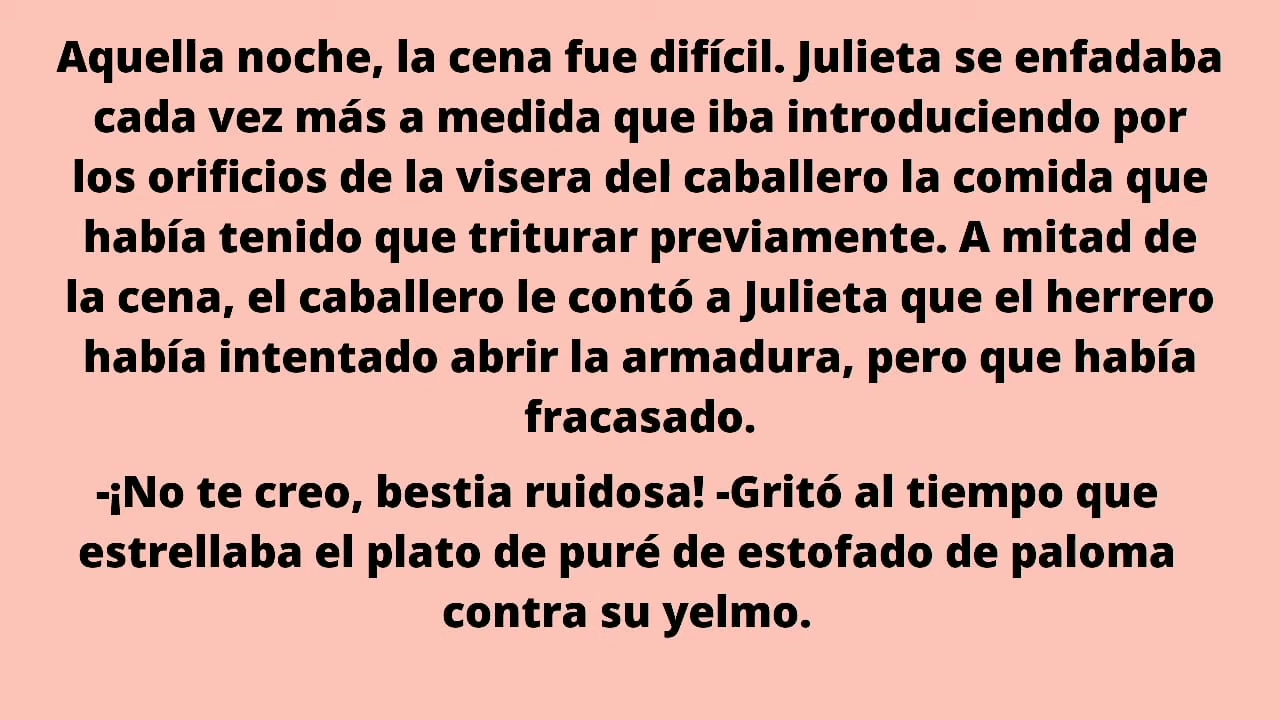 Aquella noche, la cena fue difícil. Julieta se enfadaba
cada vez más a medida que iba introduciendo por
los orificios de la visera del caballero la comida que
había tenido que triturar previamente. A mitad de
la cena, el caballero le contó a Julieta que el herrero
había intentado abrir la armadura, pero que había
fracasado.
-¡No te creo, bestia ruidosa! -Gritó al tiempo que
estrellaba el plato de puré de estofado de paloma
contra su yelmo.